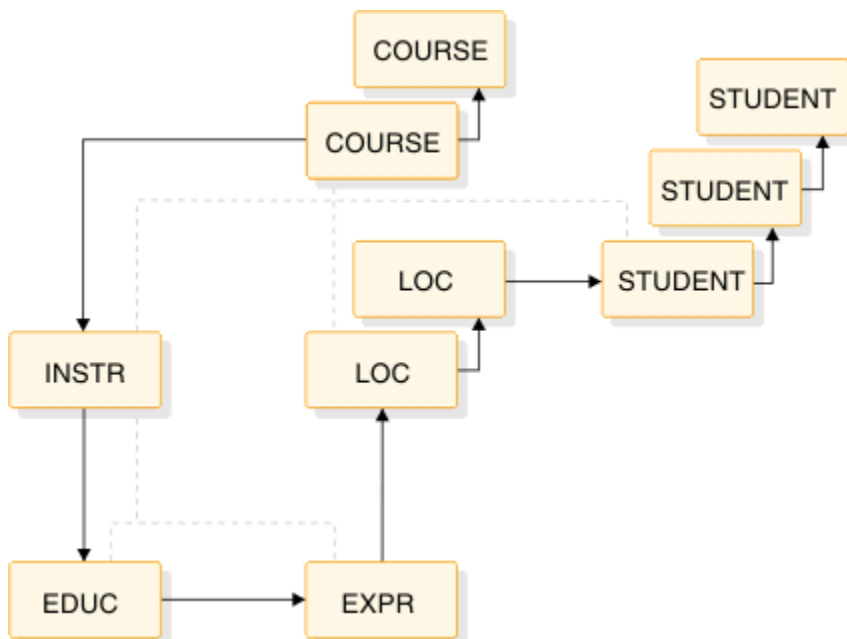 COURSE
STUDENT
COURSE
STUDENT
LOC
STUDENT
INSTR
LOC
EDUC
EXPR